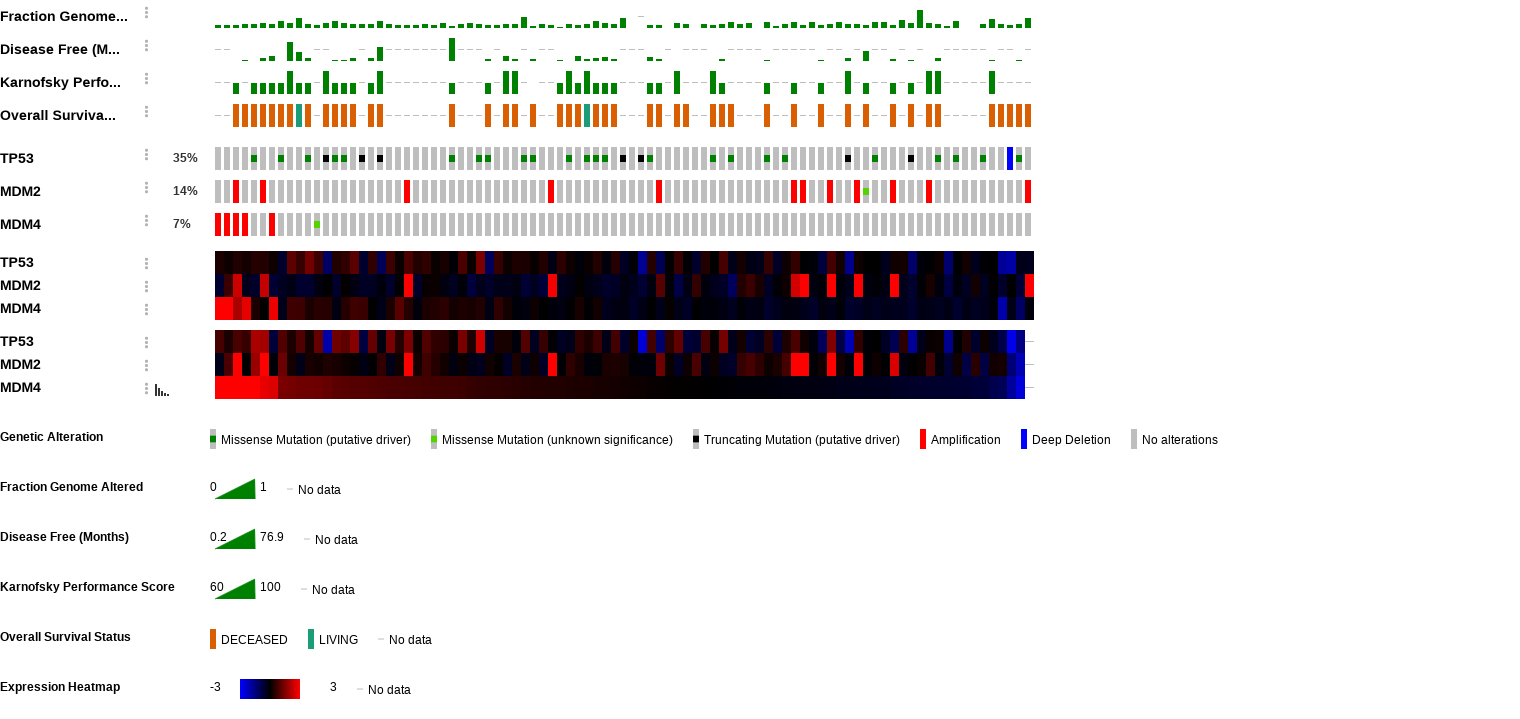 Fraction Genome...
Disease Free (M...
Karnofsky Perfo...
Overall Surviva...
TP53 35%
MDM2 14%
MDM4 7%
TP53
MDM2
MDM4
TP53
MDM2
MDM4
Genetic Alteration Missense Mutation (putative driver) Missense Mutation (unknown significance) Truncating Mutation (putative driver) Amplification Deep Deletion No alterations
Fraction Genome Altered 0 1 No data
Disease Free (Months) 0.2 76.9 No data
Karnofsky Performance Score 60 100 No data
Overall Survival Status DECEASED LIVING No data
Expression Heatmap -3 3 No data